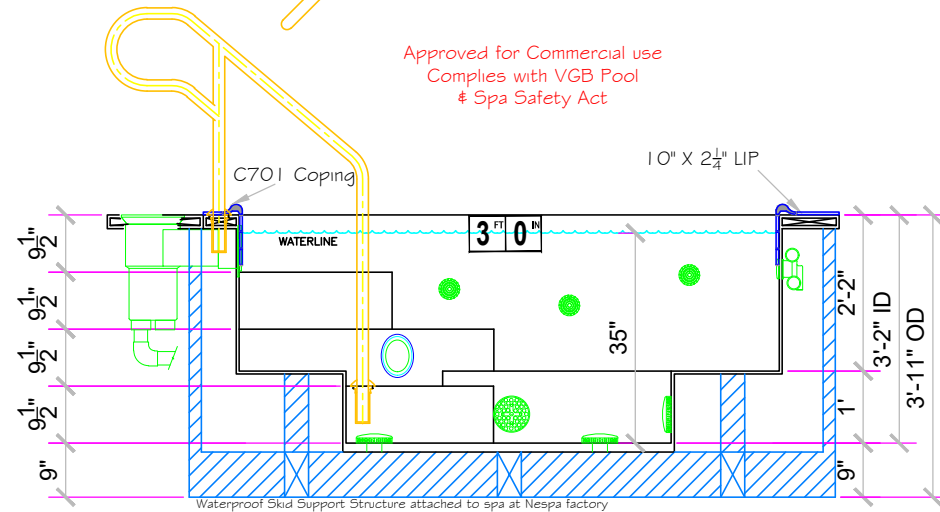 Approved for Commercial use
Complies with VGB Pool
& Spa Safety Act
C701 Coping
10" X 2¼" LIP
WATERLINE
3 FT 0 IN
9½"
9½"
9½"
9½"
9"
35"
2'-2"
1'
9"
3'-2" ID
3'-11" OD
Waterproof Skid Support Structure attached to spa at Nespa factory